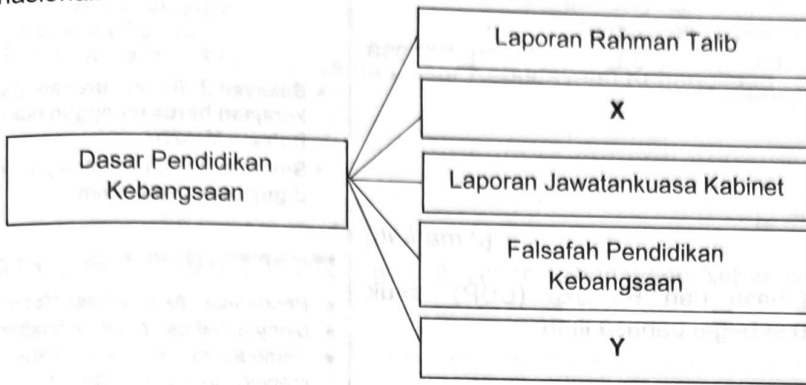 Laporan Rahman Talib
X
Dasar Pendidikan
Kebangsaan
Laporan Jawatankuasa Kabinet
Falsafah Pendidikan
Kebangsaan
Y